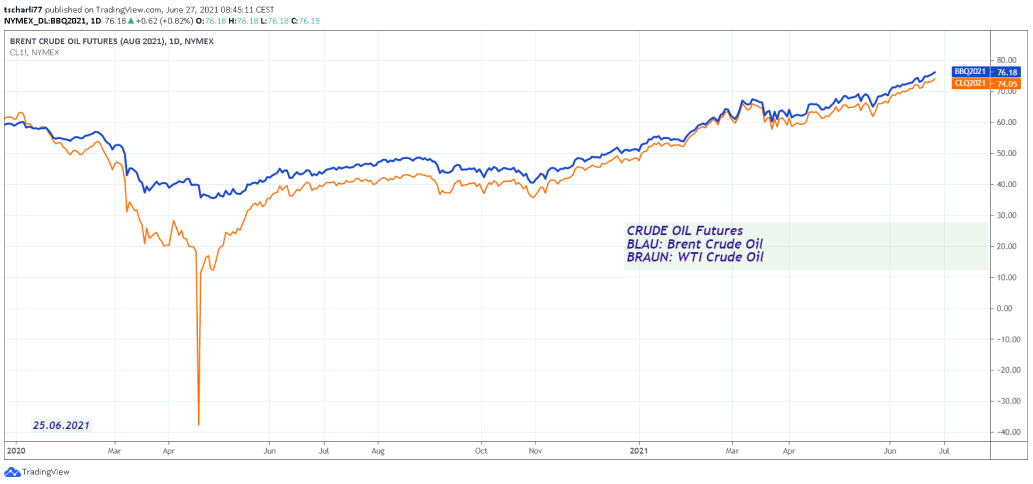 tscharli77 published on TradingView.com, June 27, 2021 08:45:11 CEST
NYMEX_DL:BBQ2021, 1D 76.18 ▲ +0.62 (+0.82%) O:76.18 H:76.18 L:76.18 C:76.18
BRENT CRUDE OIL FUTURES (AUG 2021), 1D, NYMEX
CL1!, NYMEX
80.00
BBQ2021 76.18
CLQ2021 74.05
70.00
60.00
50.00
40.00
30.00
CRUDE OIL Futures
BLAU: Brent Crude Oil
BRAUN: WTI Crude Oil
20.00
10.00
0.00
−10.00
−20.00
−30.00
−40.00
25.06.2021
2020 Mar Apr Jun Jul Aug Oct Nov 2021 Mar Apr Jun Jul
TradingView